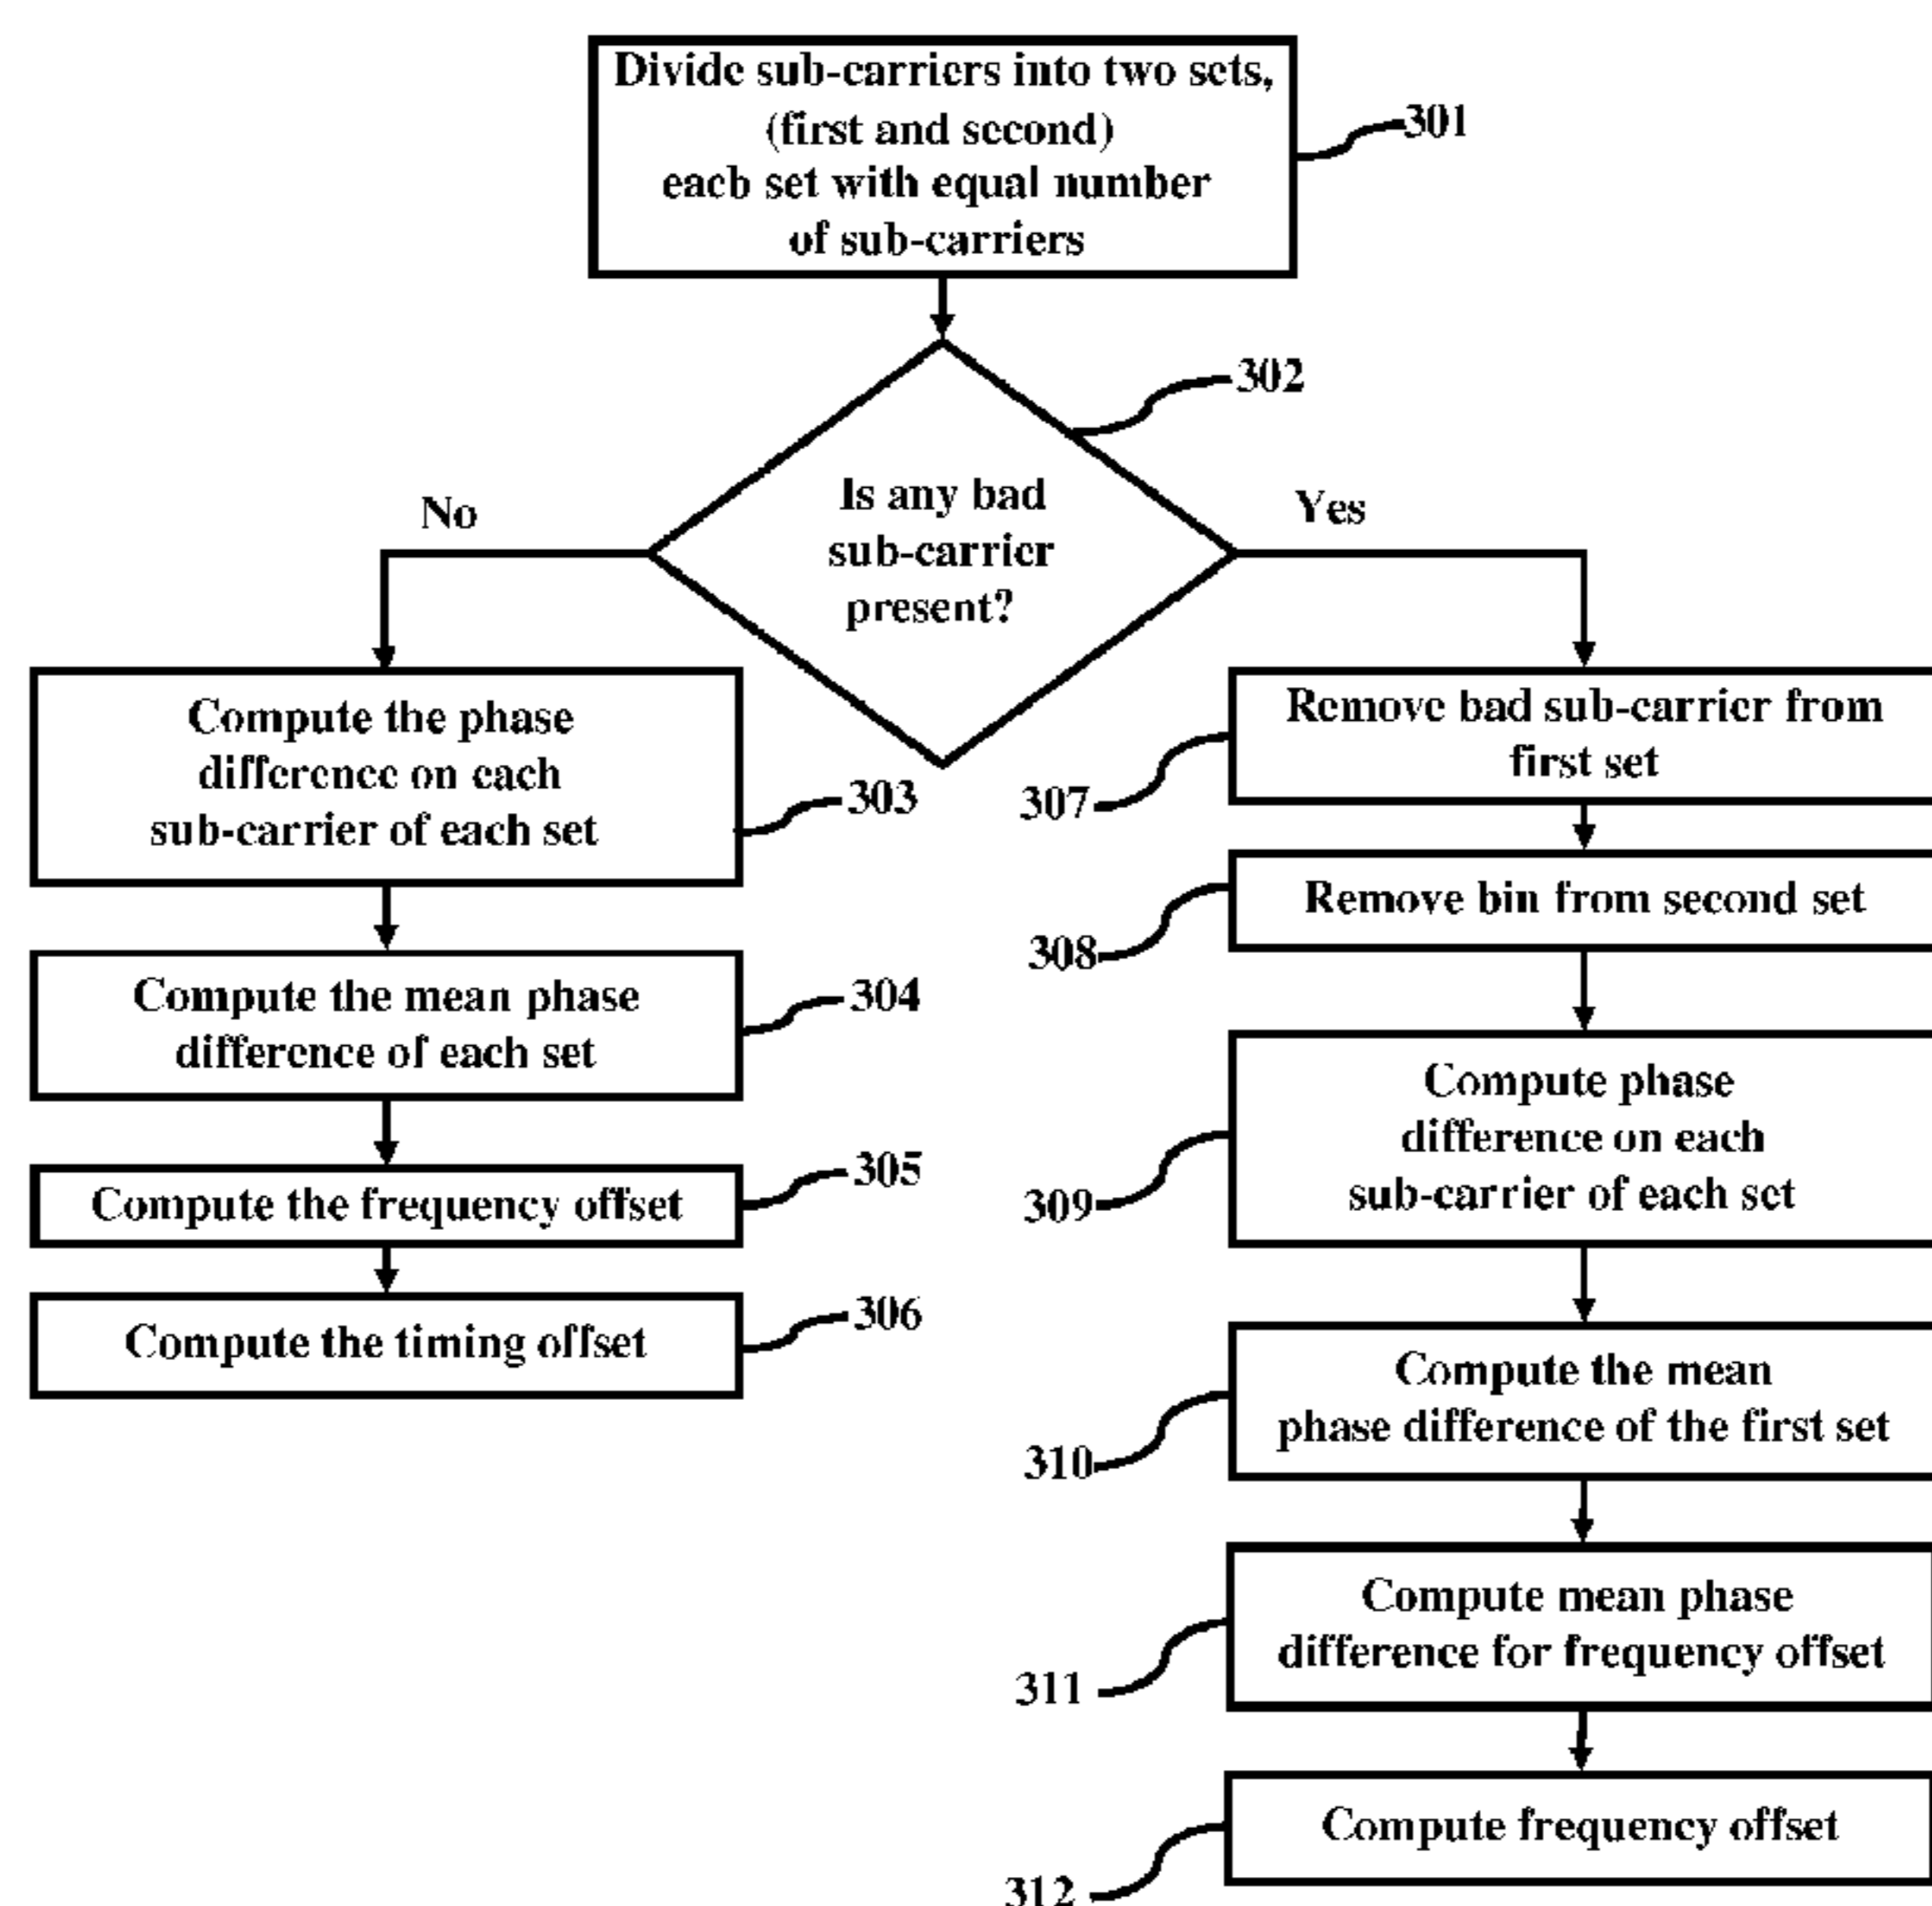 Divide sub-carriers into two sets,
(first and second)
each set with equal number
of sub-carriers
301
302
Is any bad
sub-carrier
present?
No
Yes
Compute the phase
difference on each
sub-carrier of each set
303
Compute the mean phase
difference of each set
304
Compute the frequency offset
305
Compute the timing offset
306
Remove bad sub-carrier from
first set
307
Remove bin from second set
308
Compute phase
difference on each
sub-carrier of each set
309
Compute the mean
phase difference of the first set
310
Compute mean phase
difference for frequency offset
311
Compute frequency offset
312